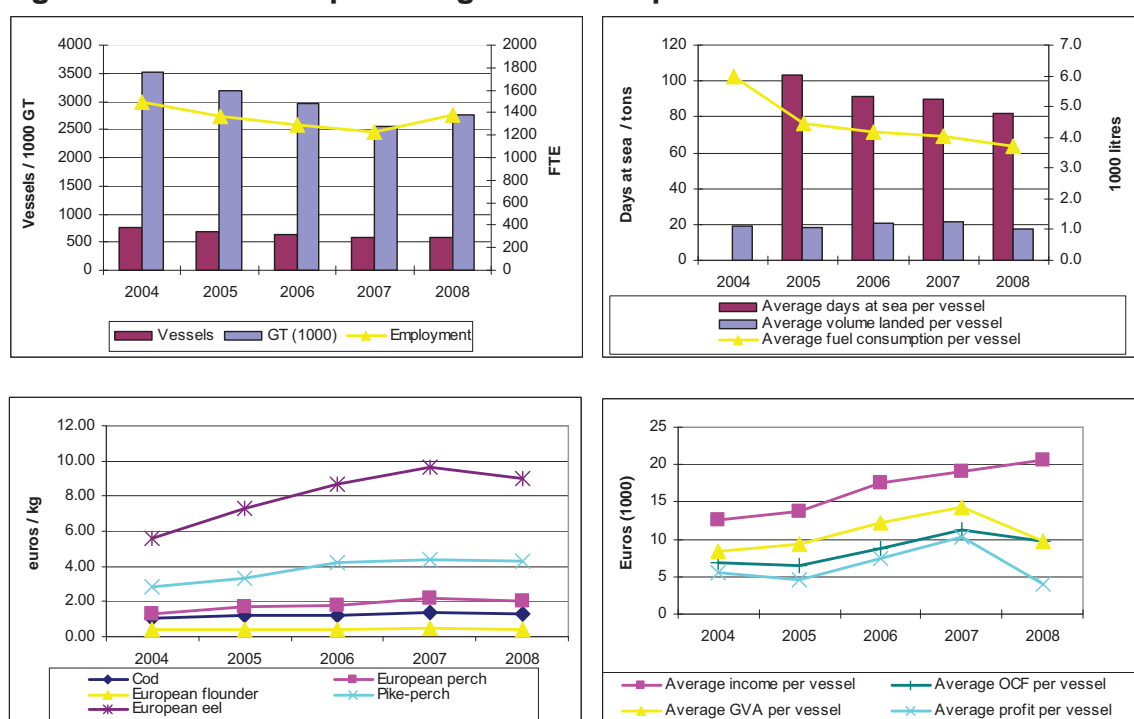 4000
3500
3000
2500
2000
1500
1000
500
0
Vessels / 1000 GT
2000
1800
1600
1400
1200
1000
800
600
400
200
0
FTE
2004 2005 2006 2007 2008
Vessels GT (1000) Employment
120
100
80
60
40
20
0
Days at sea / tons
7.0
6.0
5.0
4.0
3.0
2.0
1.0
0.0
1000 litres
2004 2005 2006 2007 2008
Average days at sea per vessel
Average volume landed per vessel
Average fuel consumption per vessel
12.00
10.00
8.00
6.00
4.00
2.00
0.00
euros / kg
2004 2005 2006 2007 2008
Cod European perch
European flounder Pike-perch
European eel
25
20
15
10
5
0
Euros (1000)
2004 2005 2006 2007 2008
Average income per vessel Average OCF per vessel
Average GVA per vessel Average profit per vessel